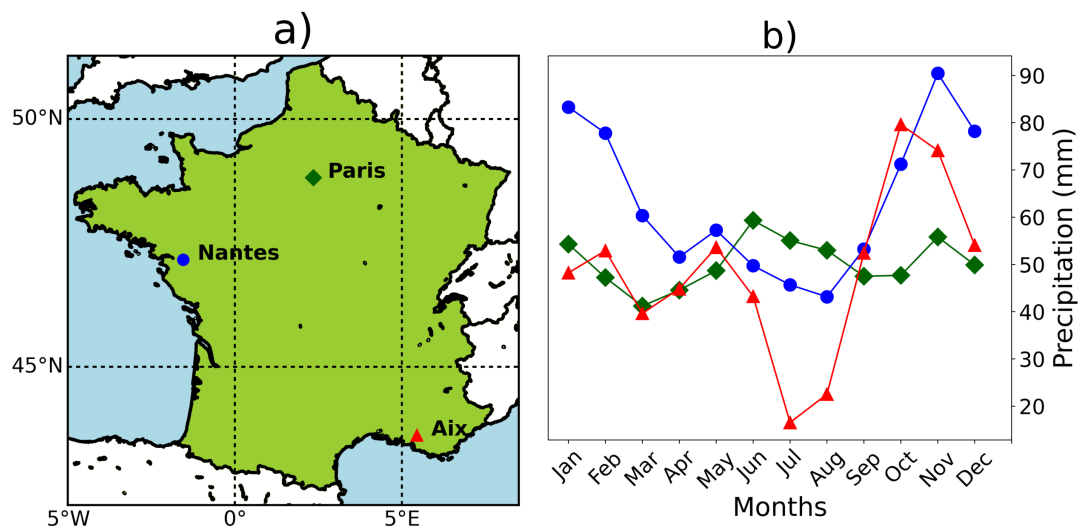 a)
50°N
45°N
5°W
0°
5°E
Paris
Nantes
Aix
b)
90
80
70
60
50
40
30
20
Precipitation (mm)
Jan
Feb
Mar
Apr
May
Jun
Jul
Aug
Sep
Oct
Nov
Dec
Months